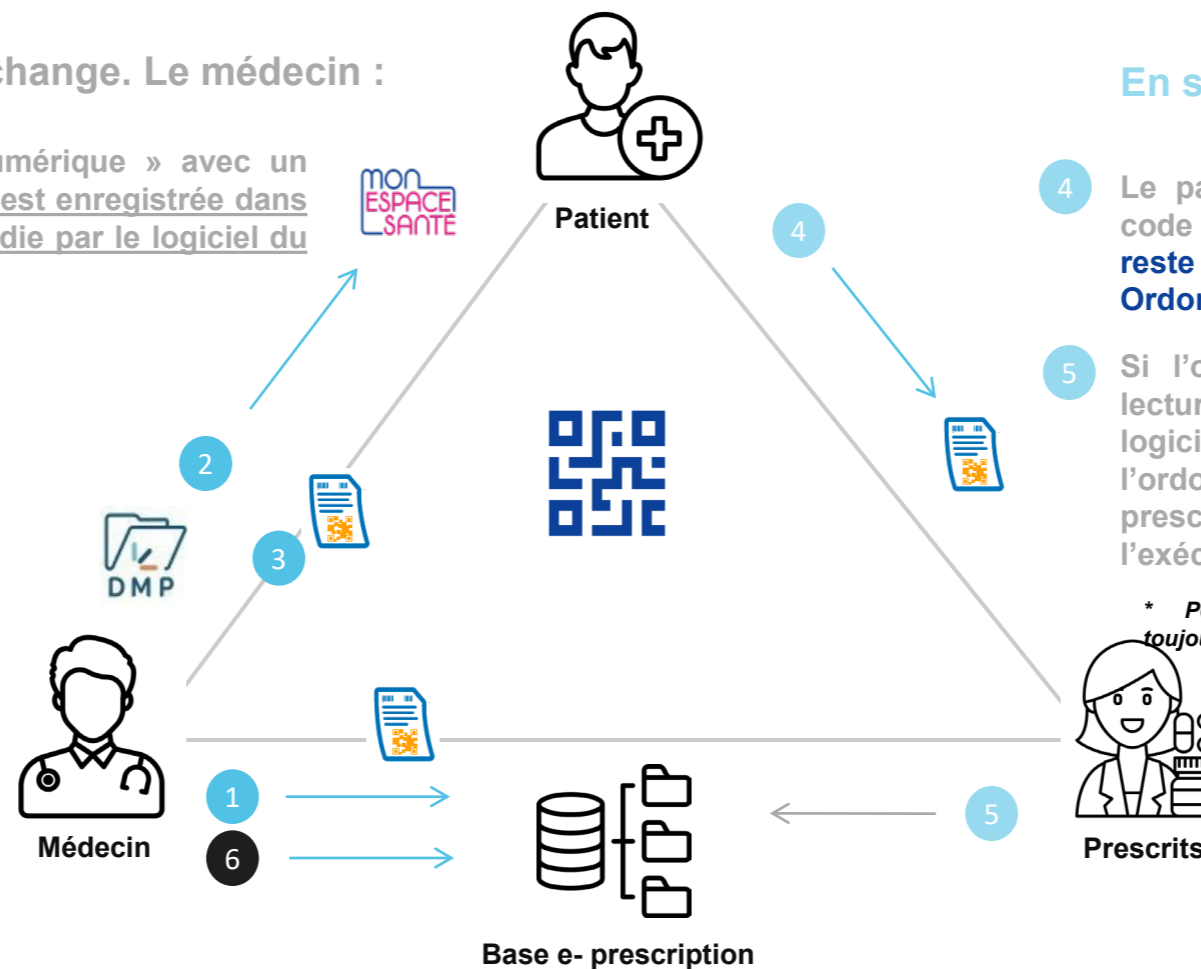 change. Le médecin :
umérique » avec un
est enregistrée dans
die par le logiciel du
mon
ESPACE
SANTÉ
Patient
4
2
DMP
3
Médecin
1
6
Base e- prescription
5
Prescrits
En s
4
Le pa
code
reste
Ordon
5
Si l'o
lectur
logici
l'ordo
presc
l'exéc
* P
toujou